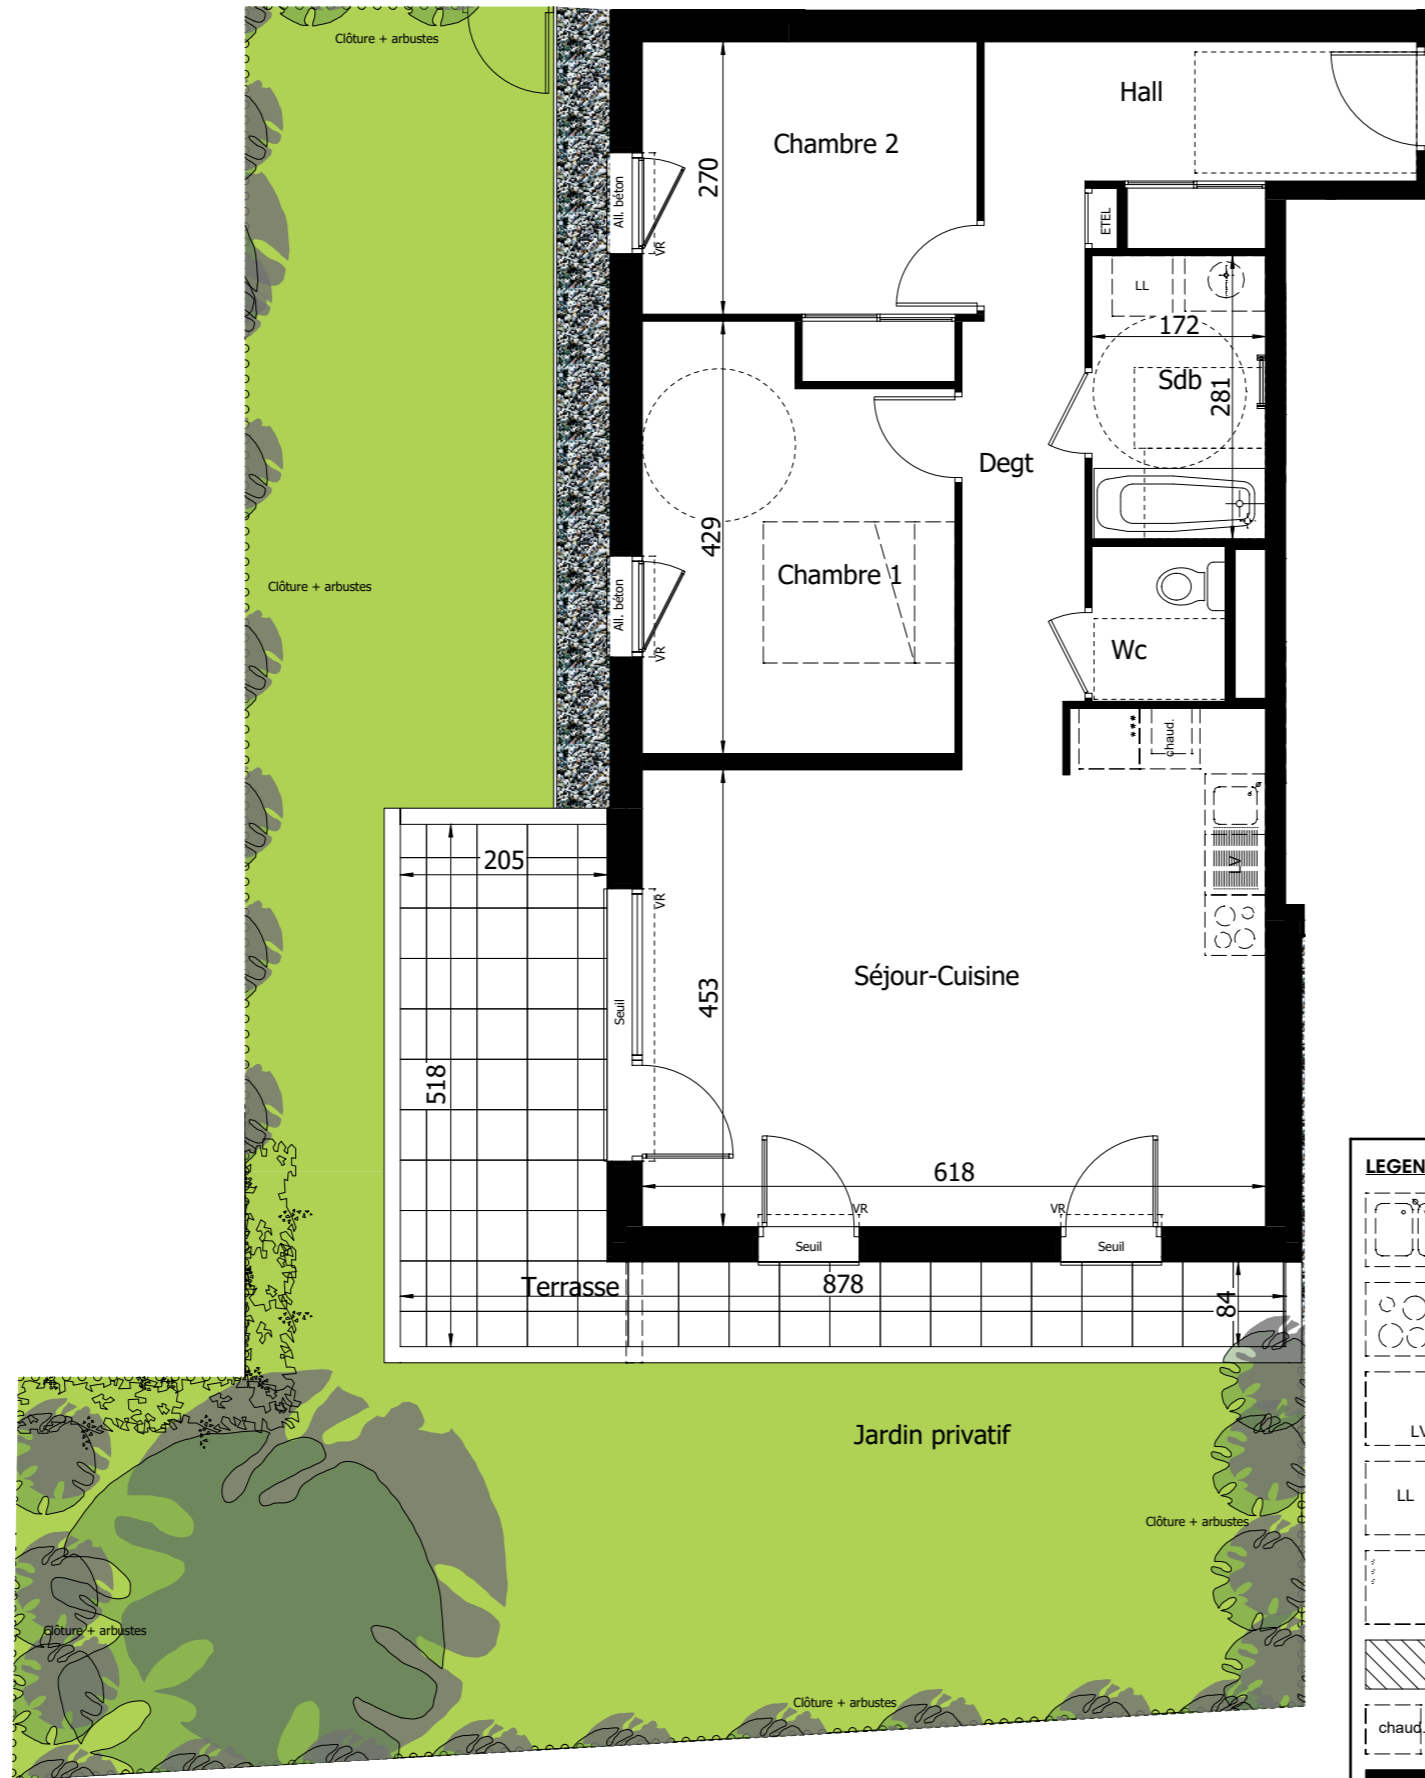 Clôture + arbustes
Hall
Chambre 2
270
All. béton
VR
ETEL
LL
172
Sdb
281
Degt
429
Chambre 1
Clôture + arbustes
All. béton
VR
Wc
***
chaud.
LV
205
VR
Séjour-Cuisine
453
Seuil
518
618
VR
VR
Seuil
Seuil
Terrasse
878
84
Jardin privatif
Clôture + arbustes
Clôture + arbustes
Clôture + arbustes
LEGEN
LV
LL
chaud.